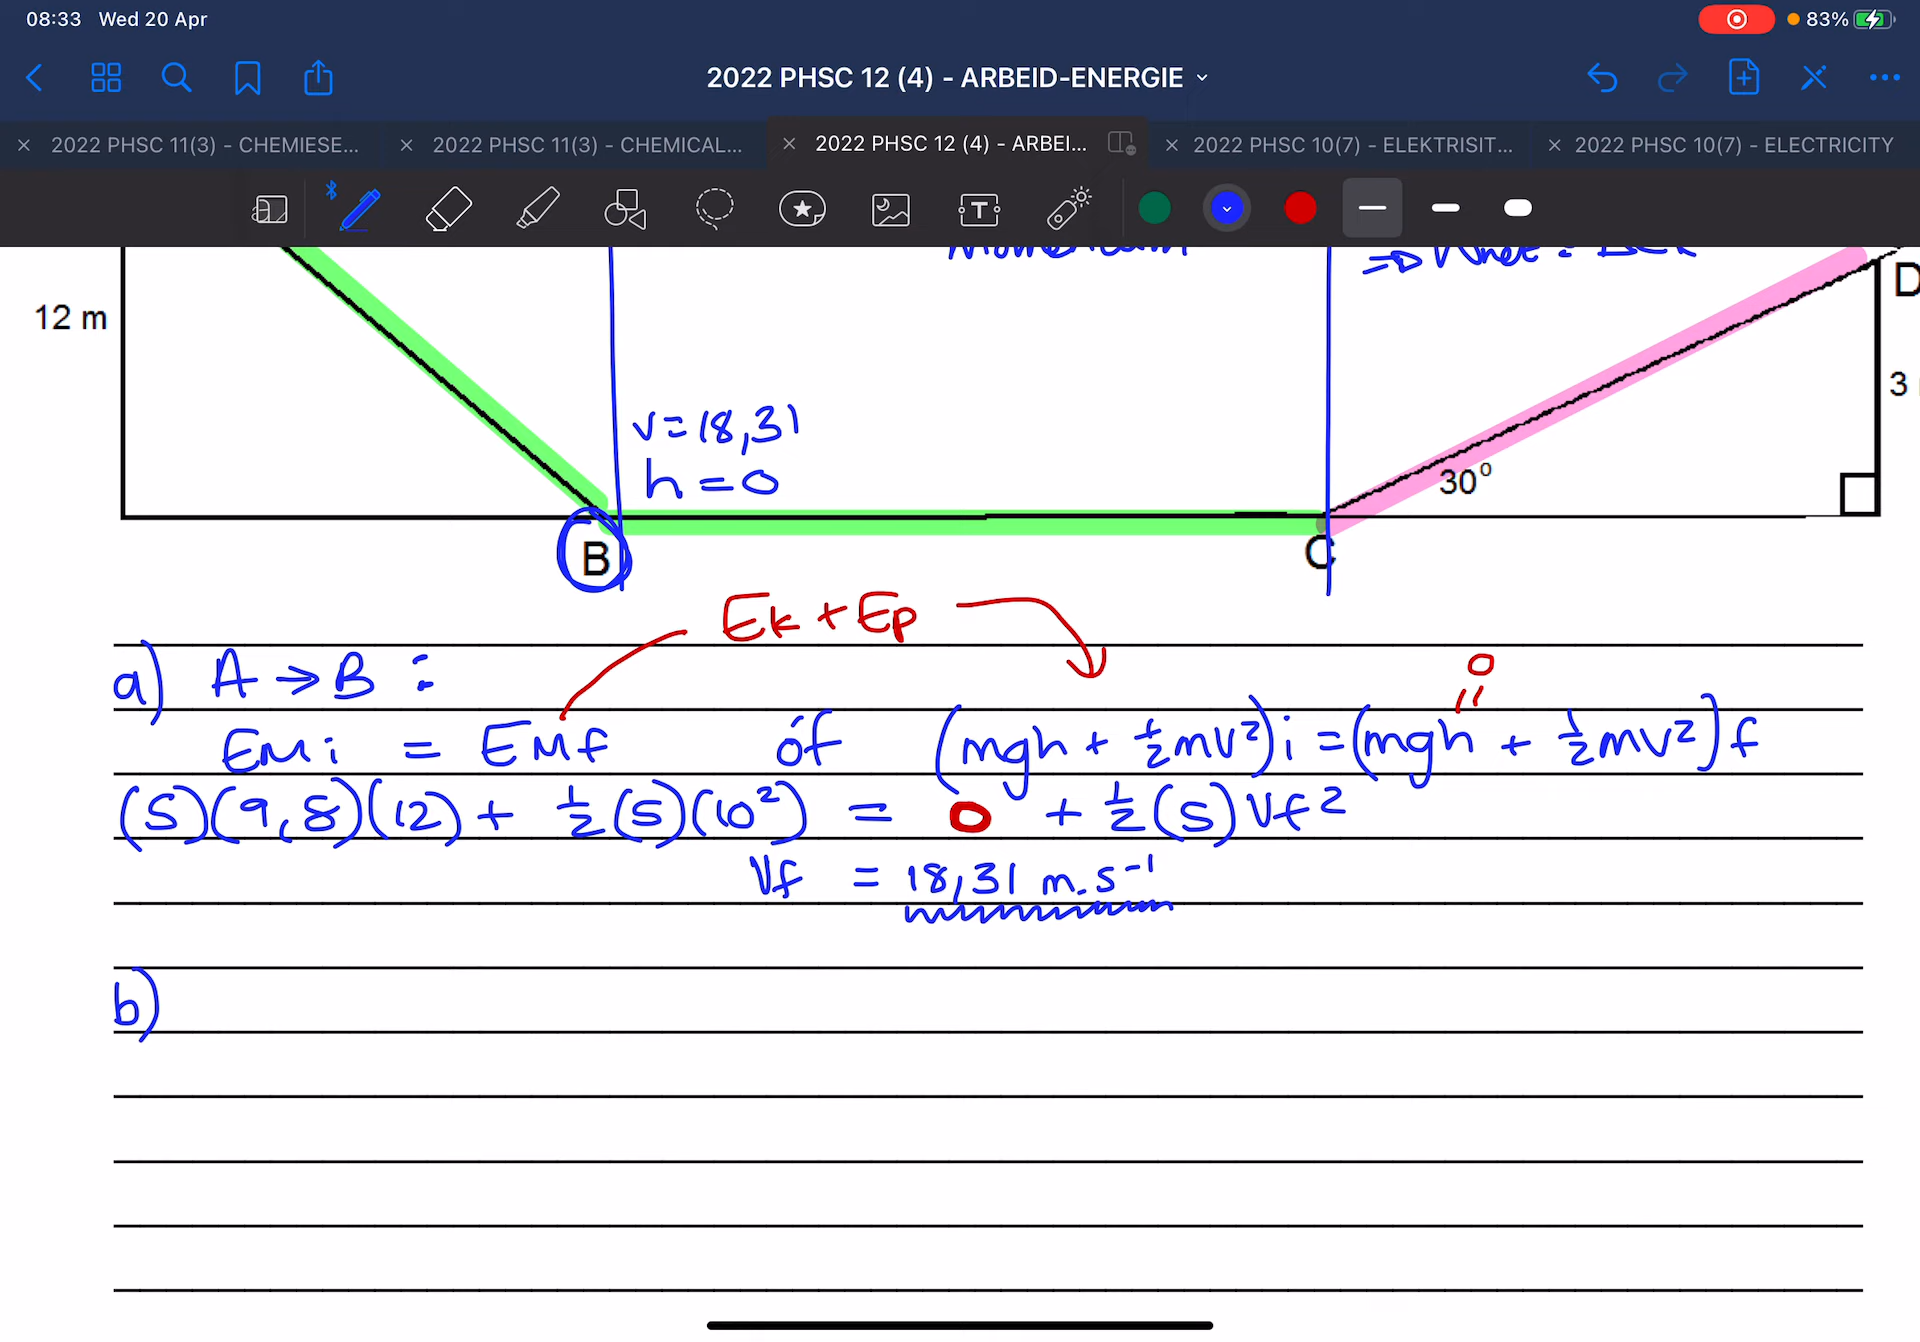 08:33 Wed 20 Apr
83%
2022 PHSC 12 (4) - ARBEID-ENERGIE
2022 PHSC 11(3) - CHEMIESE...
2022 PHSC 11(3) - CHEMICAL...
2022 PHSC 12 (4) - ARBEI...
2022 PHSC 10(7) - ELEKTRISIT...
2022 PHSC 10(7) - ELECTRICITY
Momentum
⇒ Wnet = ΔEk
D
12 m
3
v = 18,31
h = 0
30°
B
C
Ek + Ep
a) A → B :
0
"
EMi = EMf óf (mgh + ½mv²)i = (mgh + ½mv²)f
(5)(9,8)(12) + ½(5)(10²) = 0 + ½(5)Vf²
Vf = 18,31 m.s⁻¹
b)